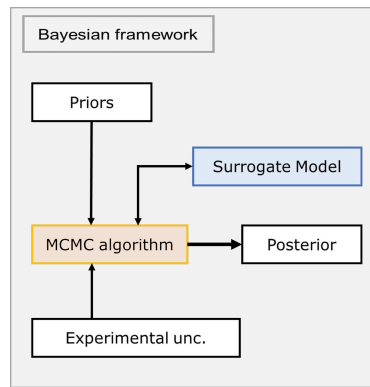 Bayesian framework
Priors
Surrogate Model
MCMC algorithm
Posterior
Experimental unc.